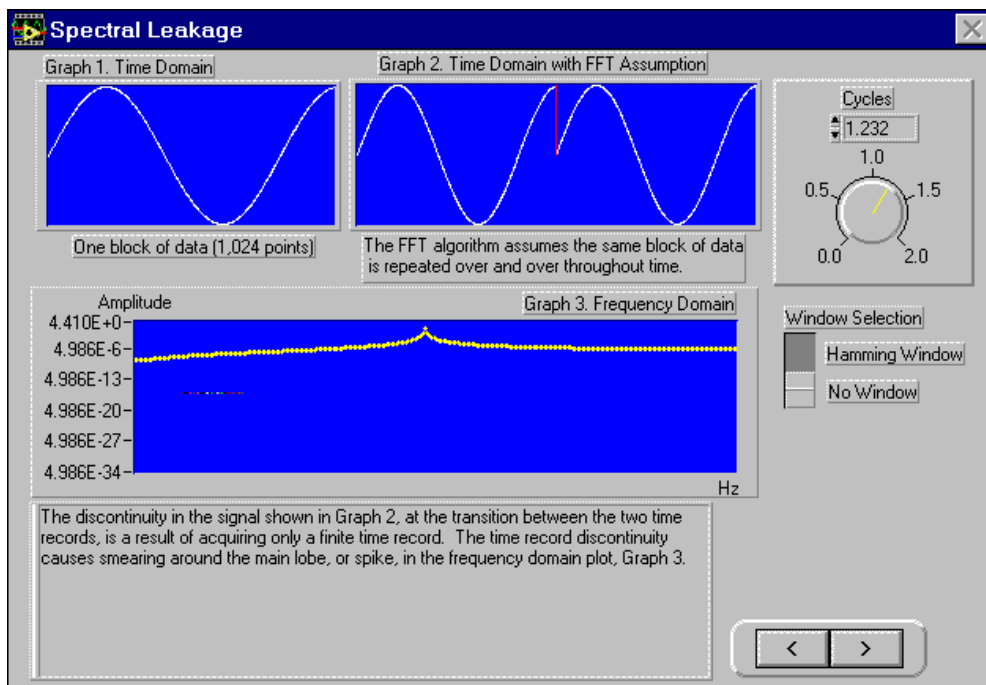 Spectral Leakage
Graph 1. Time Domain
Graph 2. Time Domain with FFT Assumption
Cycles
1.232
1.0
0.5
1.5
0.0
2.0
One block of data (1,024 points)
The FFT algorithm assumes the same block of data
is repeated over and over throughout time.
Amplitude
Graph 3. Frequency Domain
4.410E+0
4.986E-6
4.986E-13
4.986E-20
4.986E-27
4.986E-34
Hz
Window Selection
Hamming Window
No Window
The discontinuity in the signal shown in Graph 2, at the transition between the two time
records, is a result of acquiring only a finite time record.  The time record discontinuity
causes smearing around the main lobe, or spike, in the frequency domain plot, Graph 3.
<
>